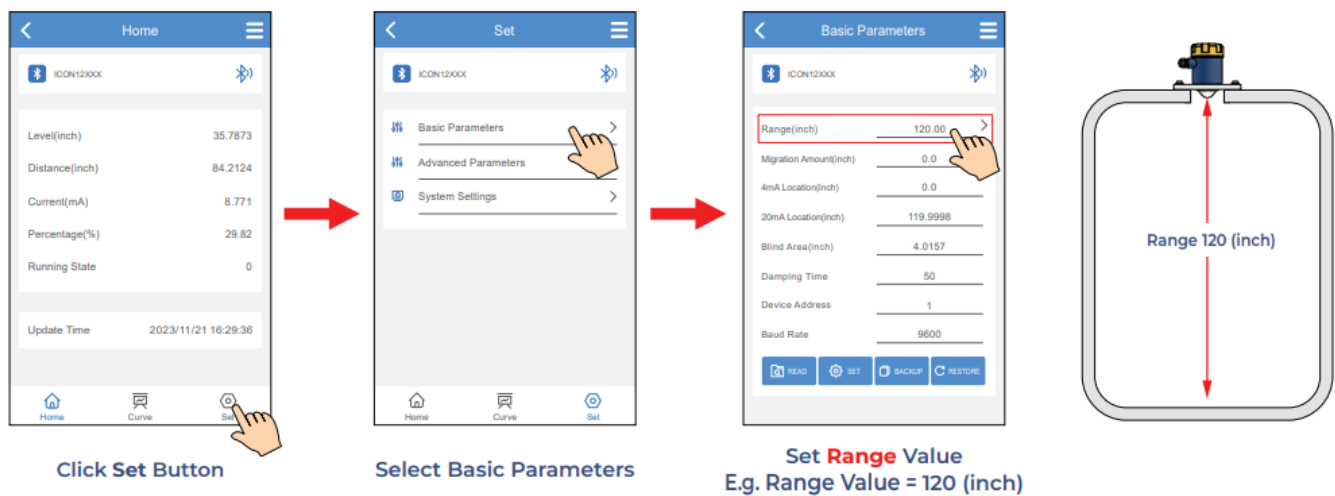 Home
ICON12XXX
Level(inch) 35.7873
Distance(inch) 84.2124
Current(mA) 8.771
Percentage(%) 29.82
Running State 0
Update Time 2023/11/21 16:29:36
Home Curve Set
Click Set Button
Set
ICON12XXX
Basic Parameters
Advanced Parameters
System Settings
Home Curve Set
Select Basic Parameters
Basic Parameters
ICON12XXX
Range(inch) 120.00
Migration Amount(inch) 0.0
4mA Location(inch) 0.0
20mA Location(inch) 119.9998
Blind Area(inch) 4.0157
Damping Time 50
Device Address 1
Baud Rate 9600
READ SET BACKUP RESTORE
Set Range Value
E.g. Range Value = 120 (inch)
Range 120 (inch)